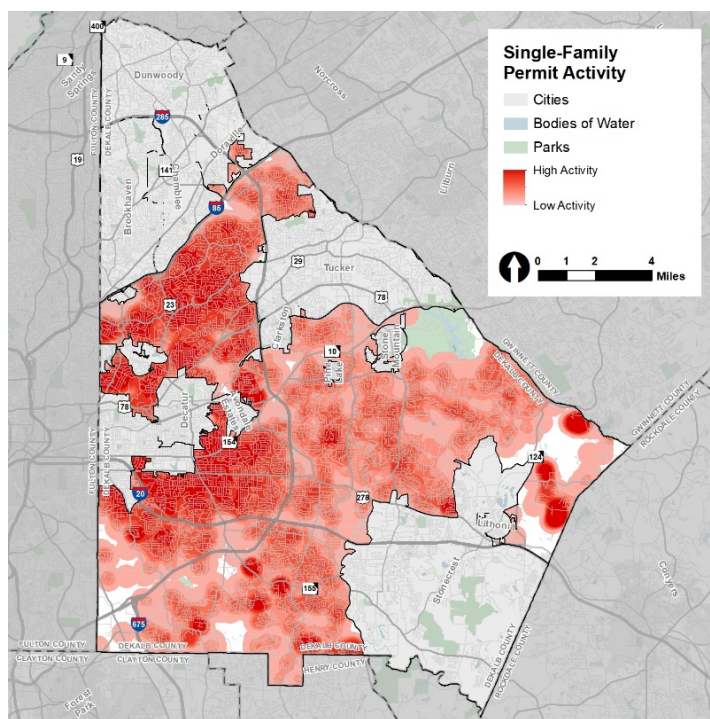 Single-Family
Permit Activity
Cities
Bodies of Water
Parks
High Activity
Low Activity
0 1 2 4
Miles
400
9
Sandy
Springs
Dunwoody
Norcross
FULTON COUNTY
DEKALB COUNTY
285
19
Doraville
141
Chamblee
Brookhaven
85
Lilburn
29
Tucker
78
23
Clarkston
10
Stone
Mountain
Pine
Lake
GWINNETT COUNTY
DEKALB COUNTY
GWINNETT COUNTY
ROCKDALE COUNTY
78
Decatur
Avondale
Estates
154
124
FULTON COUNTY
DEKALB COUNTY
20
278
Lithonia
Stonecrest
155
Conyers
675
FULTON COUNTY
CLAYTON COUNTY
DEKALB COUNTY
CLAYTON COUNTY
DEKALB COUNTY
HENRY COUNTY
DEKALB COUNTY
ROCKDALE COUNTY
Forest
Park